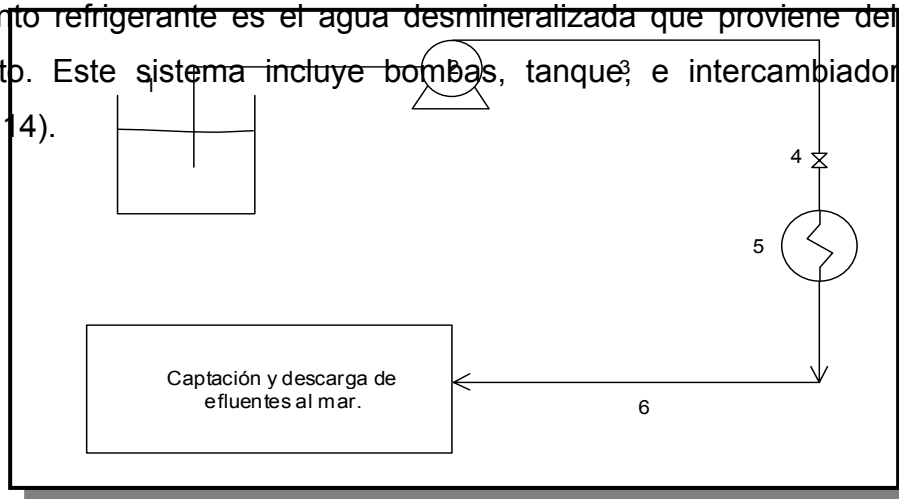 nto refrigerante es el agua desmineralizada que proviene del
to. Este sistema incluye bombas, tanque, e intercambiador
14).
1
2
3
4
5
Captación y descarga de
efluentes al mar.
6